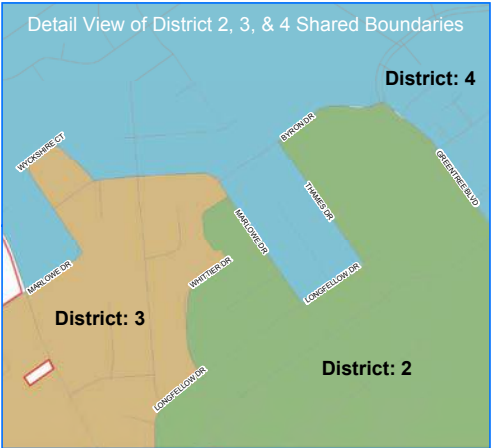 Detail View of District 2, 3, & 4 Shared Boundaries
District: 4
BYRON DR
WYCKSHIRE CT
GREENTREE BLVD
THAMES DR
MARLOWE DR
MARLOWE DR
WHITTIER DR
LONGFELLOW DR
District: 3
District: 2
LONGFELLOW DR